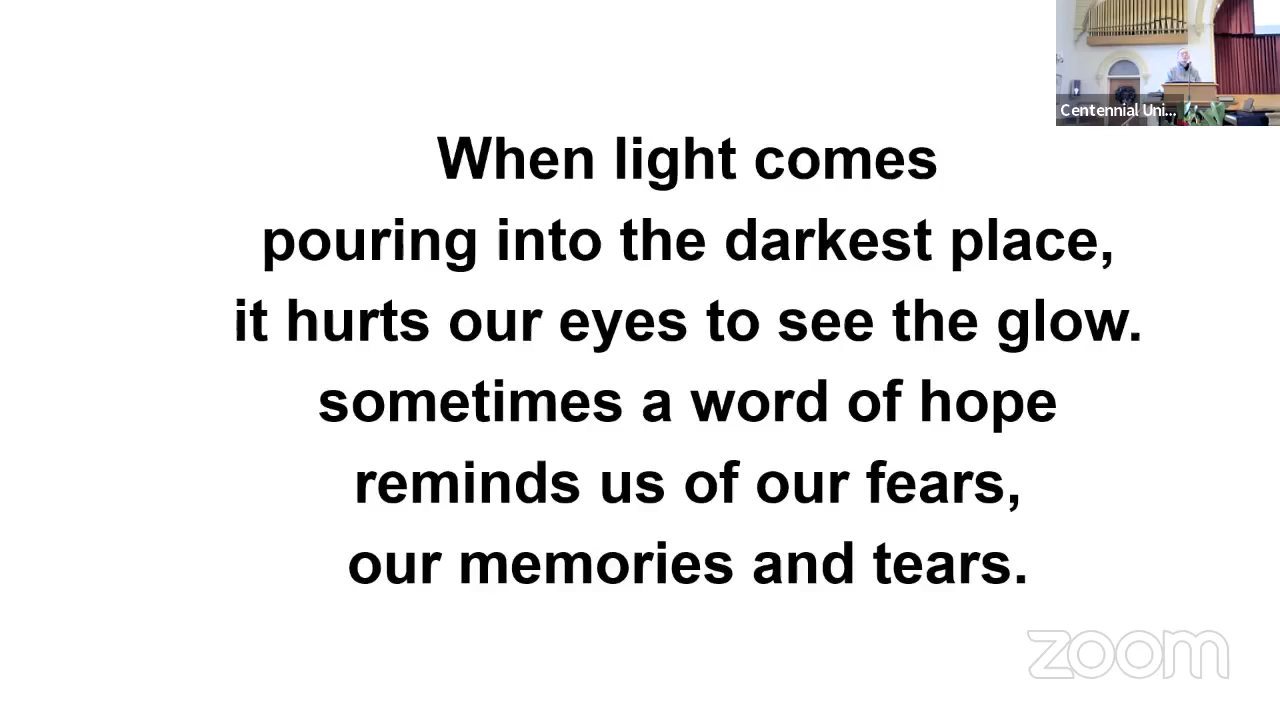 Centennial Uni...
When light comes
pouring into the darkest place,
it hurts our eyes to see the glow.
sometimes a word of hope
reminds us of our fears,
our memories and tears.
zoom